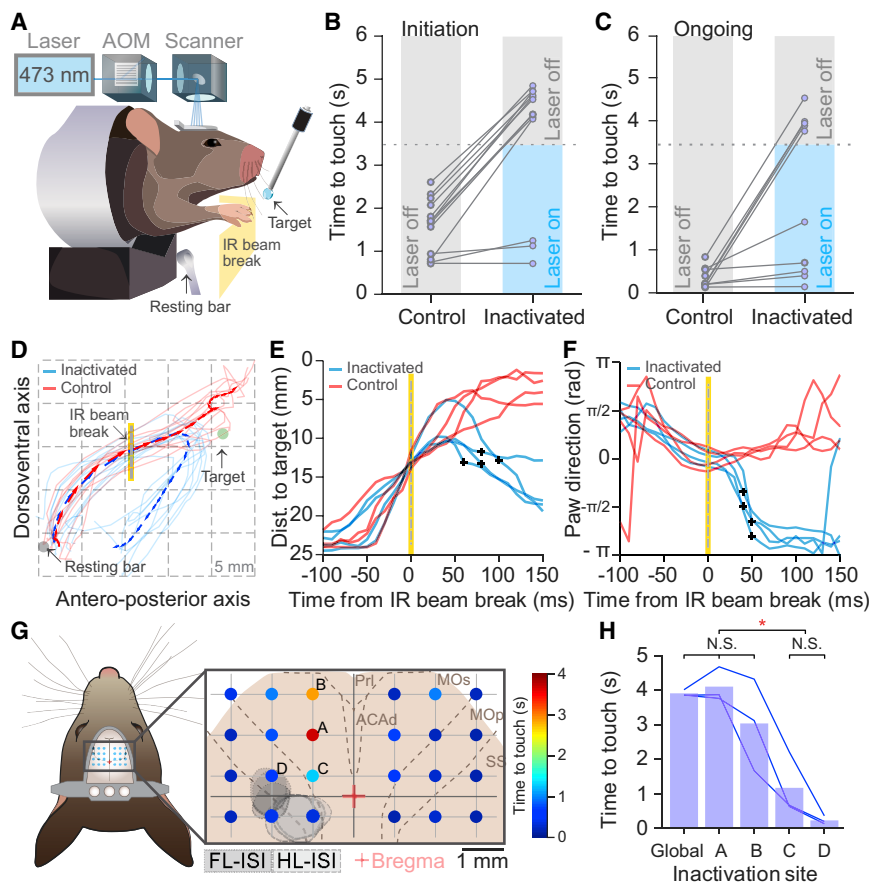 A
Laser AOM Scanner
473 nm
Target
IR beam
break
Resting bar
B
Initiation
Time to touch (s)
6
5
4
3
2
1
0
Laser off
Laser off
Laser on
Control Inactivated
C
Ongoing
Time to touch (s)
6
5
4
3
2
1
0
Laser off
Laser off
Laser on
Control Inactivated
D
Inactivated
Control
IR beam
break
Target
Resting bar
5 mm
Dorsoventral axis
Antero-posterior axis
E
Inactivated
Control
Dist. to target (mm)
0
5
10
15
20
25
-100 -50 0 50 100 150
Time from IR beam break (ms)
F
Inactivated
Control
Paw direction (rad)
π
π/2
0
-π/2
- π
-100 -50 0 50 100 150
Time from IR beam break (ms)
G
B
A
D
C
Prl
ACAd
MOs
MOp
SS
FL-ISI HL-ISI
Bregma
1 mm
Time to touch (s)
4
3
2
1
0
H
*
N.S.
N.S.
Time to touch (s)
5
4
3
2
1
0
Global A B C D
Inactivation site